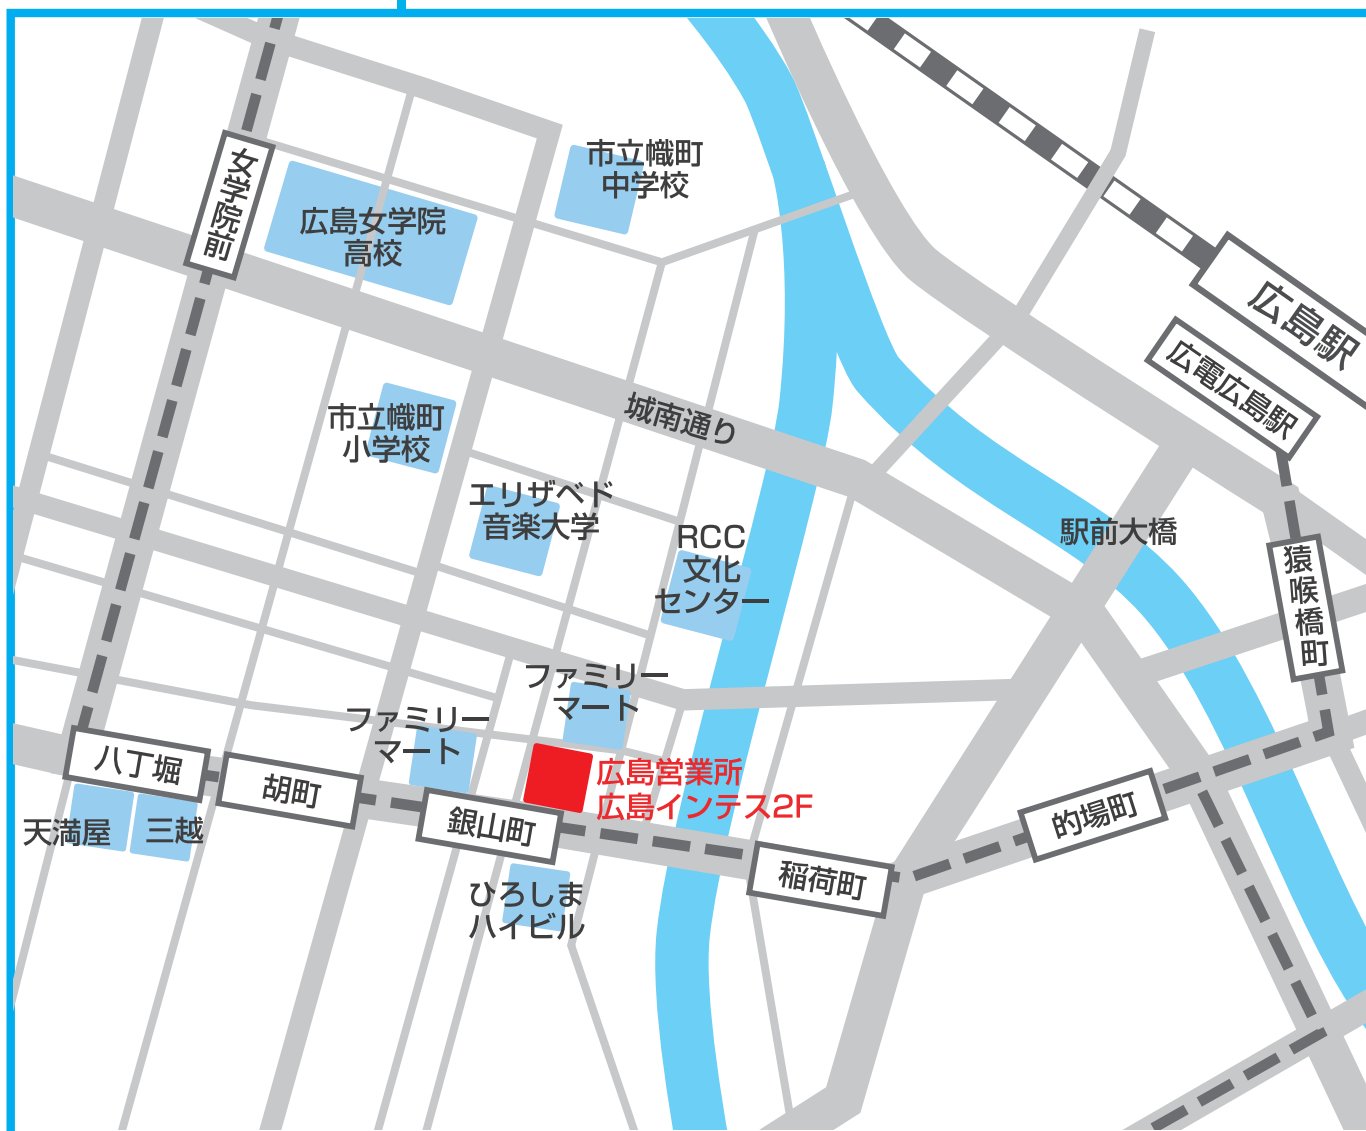 市立幟町
中学校
女学院前
広島女学院
高校
広島駅
広電広島駅
市立幟町
小学校
城南通り
エリザベド
音楽大学
RCC
文化
センター
駅前大橋
猿喉橋町
ファミリー
マート
ファミリー
マート
八丁堀
胡町
広島営業所
広島インテス2F
銀山町
的場町
天満屋
三越
稲荷町
ひろしま
ハイビル